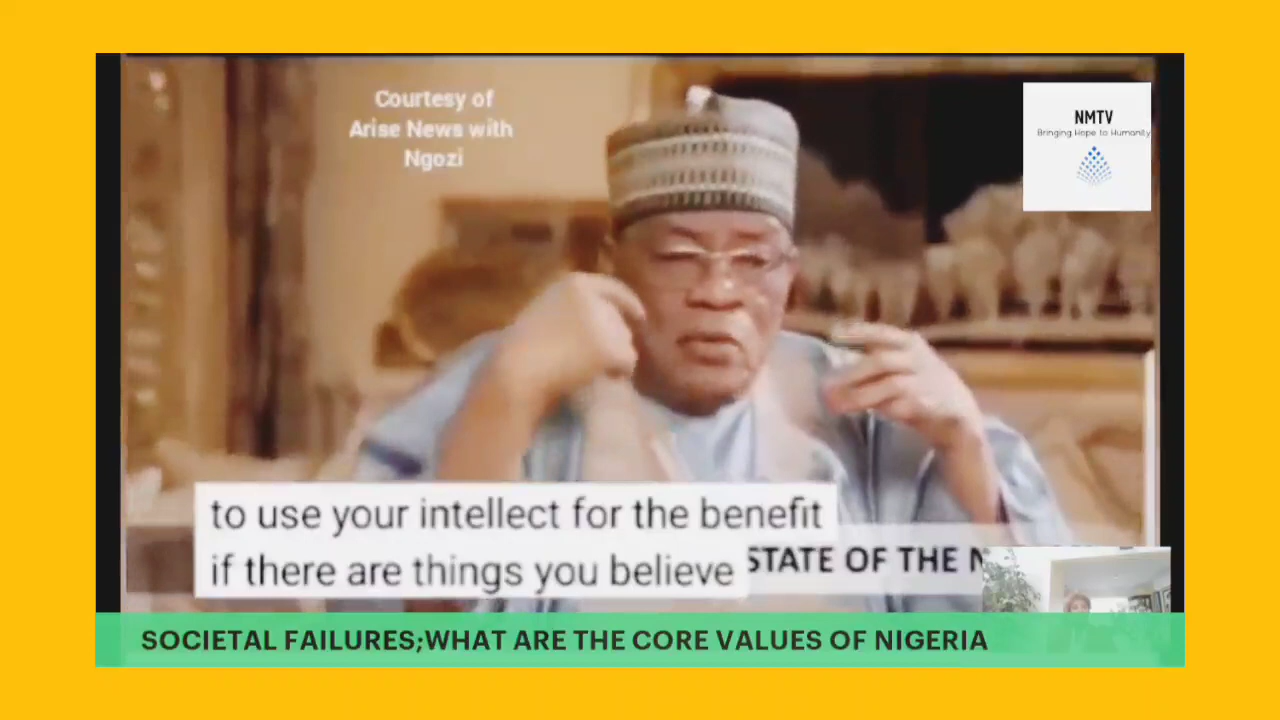 Courtesy of
Arise News with
Ngozi
NMTV
Bringing Hope to Humanity
to use your intellect for the benefit
if there are things you believe
STATE OF THE N
SOCIETAL FAILURES;WHAT ARE THE CORE VALUES OF NIGERIA